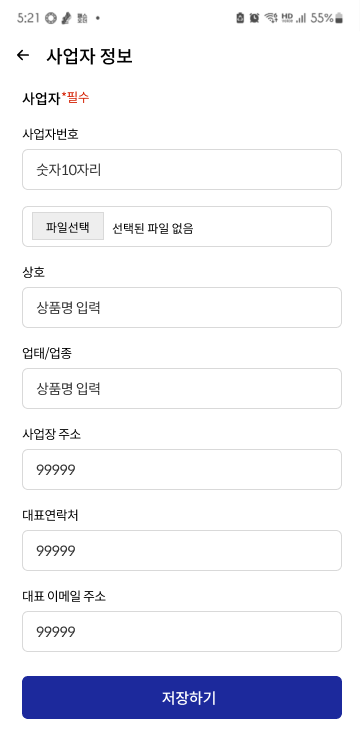 5:21 55%
← 사업자 정보
사업자*필수
사업자번호
숫자10자리
파일선택 선택된 파일 없음
상호
상품명 입력
업태/업종
상품명 입력
사업장 주소
99999
대표연락처
99999
대표 이메일 주소
99999
저장하기